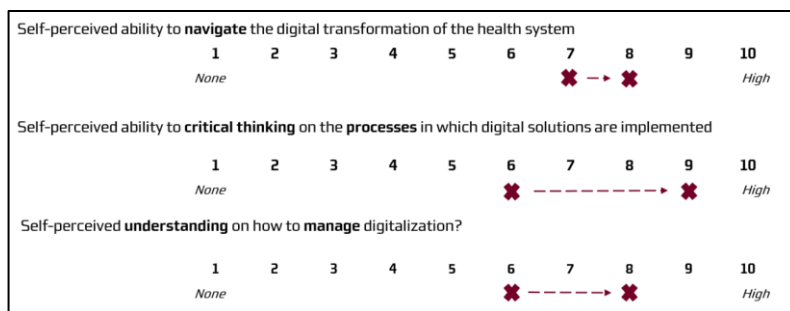 Self-perceived ability to navigate the digital transformation of the health system
1 2 3 4 5 6 7 8 9 10
None High
Self-perceived ability to critical thinking on the processes in which digital solutions are implemented
1 2 3 4 5 6 7 8 9 10
None High
Self-perceived understanding on how to manage digitalization?
1 2 3 4 5 6 7 8 9 10
None High